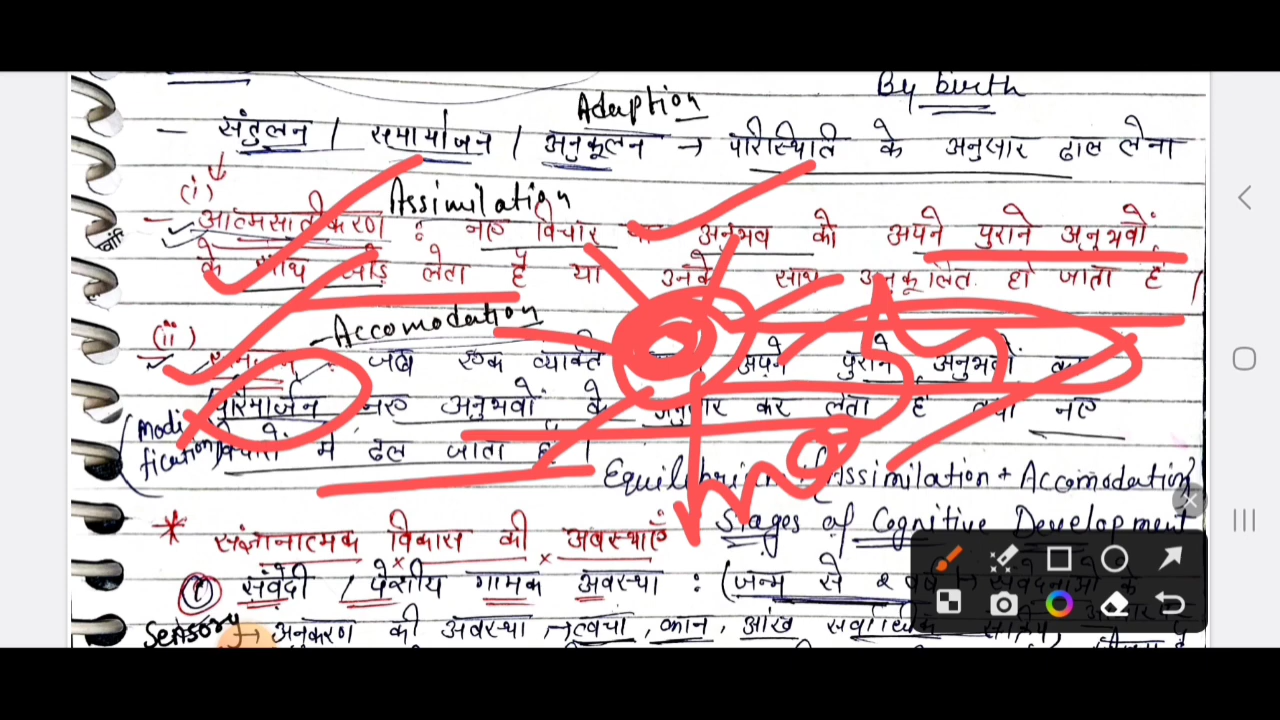 By birth
Adaption
- संतुलन / समायोजन / अनुकूलन → परिस्थिति के अनुसार ढाल लेना
(i) Assimilation
- आत्मसातीकरण : नए विचार अनुभव को अपने पुराने अनुभवों
के साथ जोड़ लेता है या उनके साथ अनुकूलित हो जाता है |
(ii) Accomodation
जब एक व्यक्ति अपने पुराने अनुभवों
परिमार्जन नए अनुभवों के अनुसार कर लेता है तथा नए
(modification) में ढल जाता है |
Assimilation + Accomodation
Stages of Cognitive Development
* संज्ञानात्मक विकास की अवस्थाएँ
(1) संवेदी / पेशीय गामक अवस्था : (जन्म से 2 वर्ष
Sensory → अनुकरण की अवस्था → त्वचा, कान, आंख